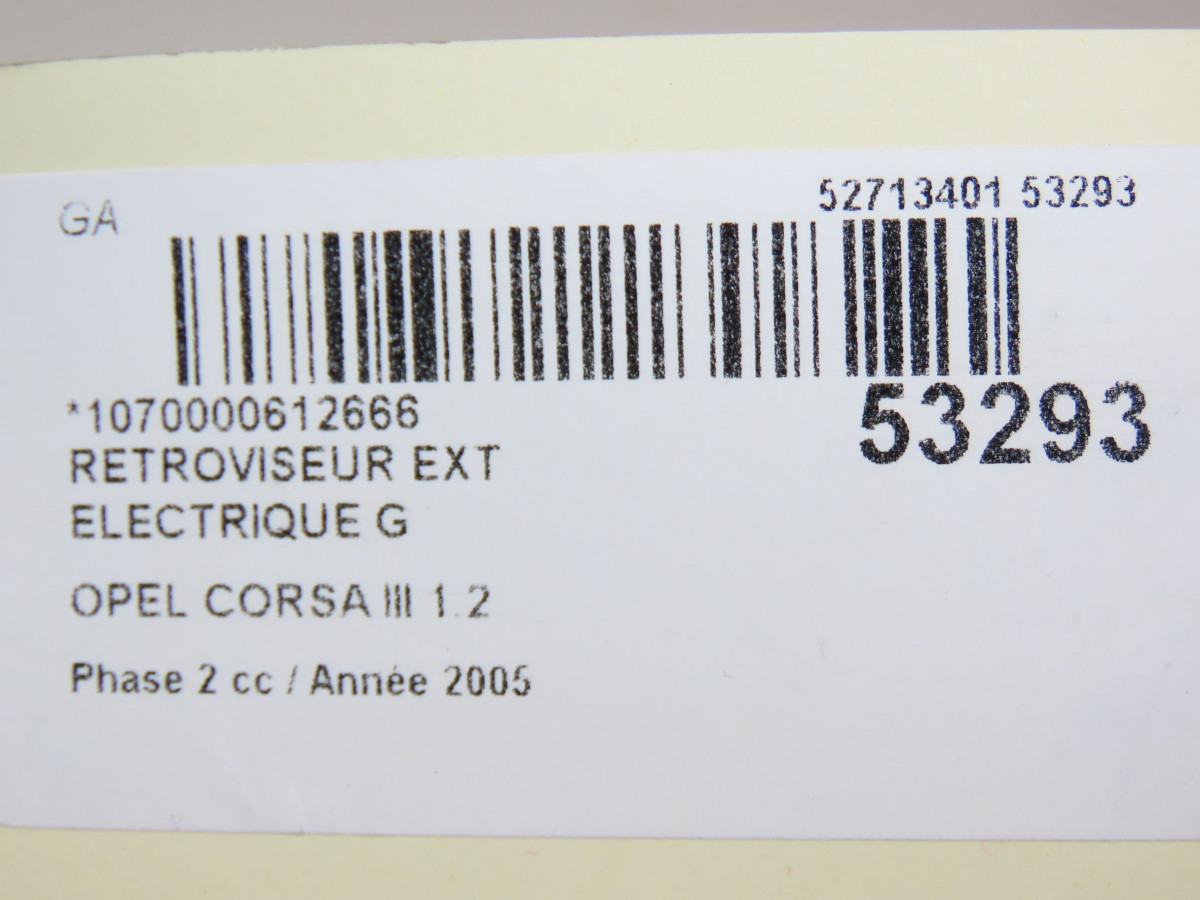 GA
52713401 53293
*1070000612666
53293
RETROVISEUR EXT
ELECTRIQUE G
OPEL CORSA III 1.2
Phase 2 cc / Année 2005